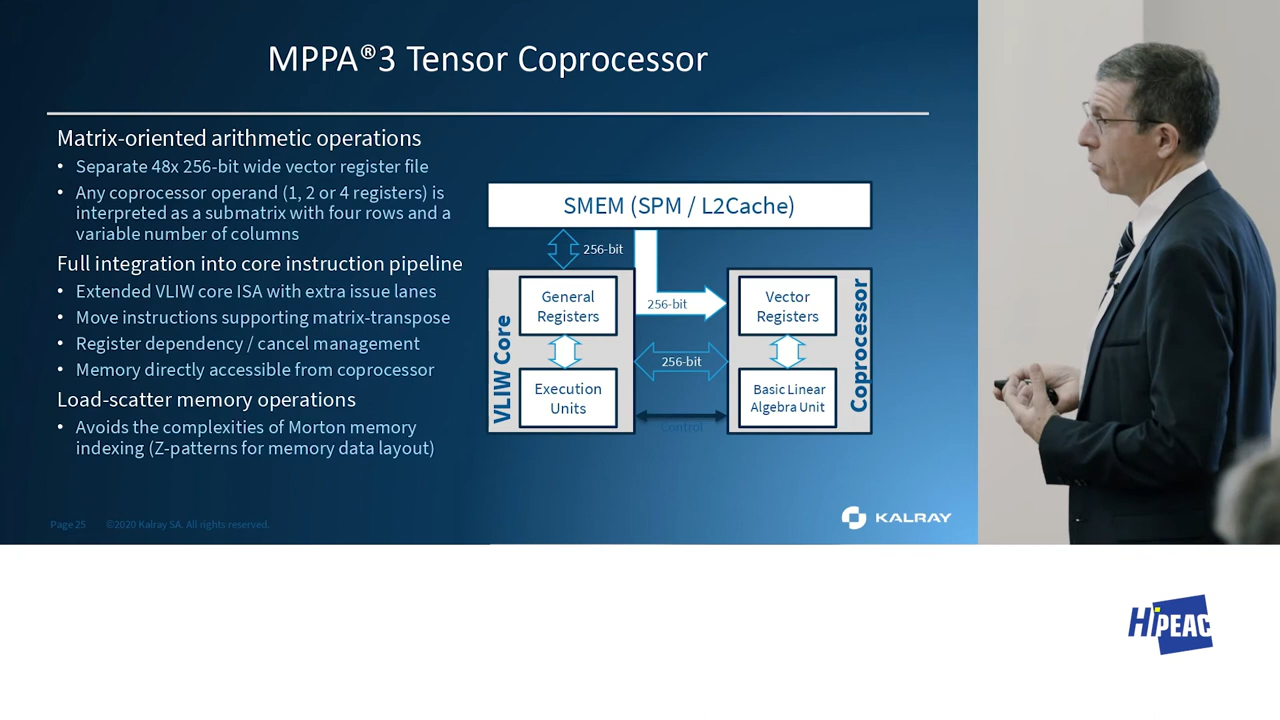 MPPA®3 Tensor Coprocessor
Matrix-oriented arithmetic operations
• Separate 48x 256-bit wide vector register file
• Any coprocessor operand (1, 2 or 4 registers) is
interpreted as a submatrix with four rows and a
variable number of columns
Full integration into core instruction pipeline
• Extended VLIW core ISA with extra issue lanes
• Move instructions supporting matrix-transpose
• Register dependency / cancel management
• Memory directly accessible from coprocessor
Load-scatter memory operations
• Avoids the complexities of Morton memory
indexing (Z-patterns for memory data layout)
SMEM (SPM / L2Cache)
256-bit
VLIW Core
General
Registers
Execution
Units
256-bit
256-bit
Control
Vector
Registers
Basic Linear
Algebra Unit
Coprocessor
Page 25 ©2020 Kalray SA. All rights reserved.
KALRAY
HiPEAC